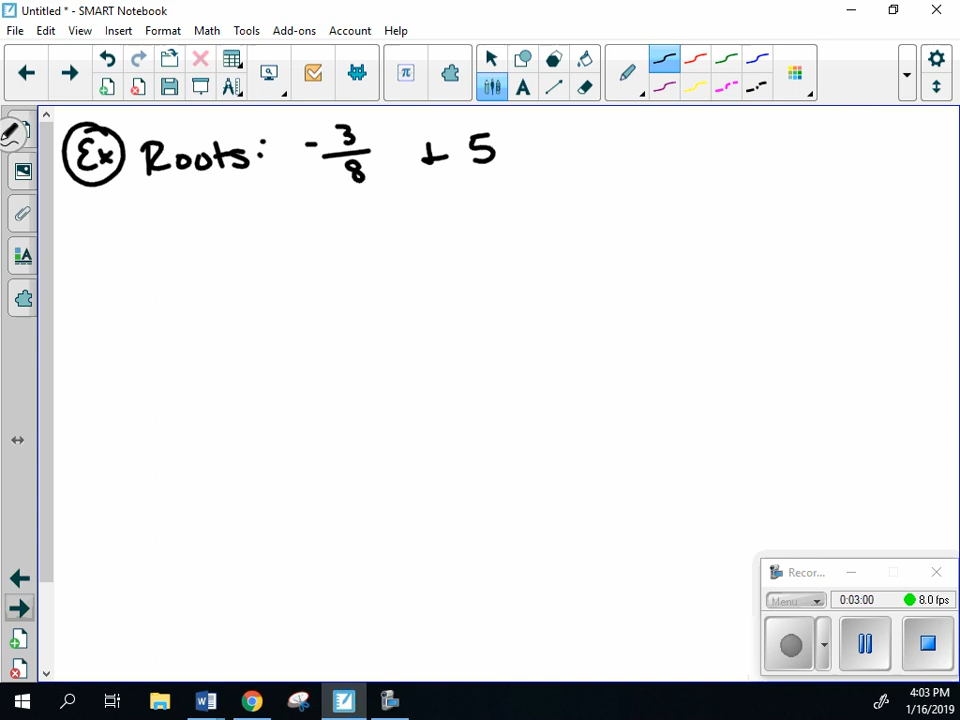 Untitled * - SMART Notebook
File Edit View Insert Format Math Tools Add-ons Account Help
Ex Roots: -3/8 + 5
Recor...
Menu 0:03:00 8.0 fps
4:03 PM
1/16/2019